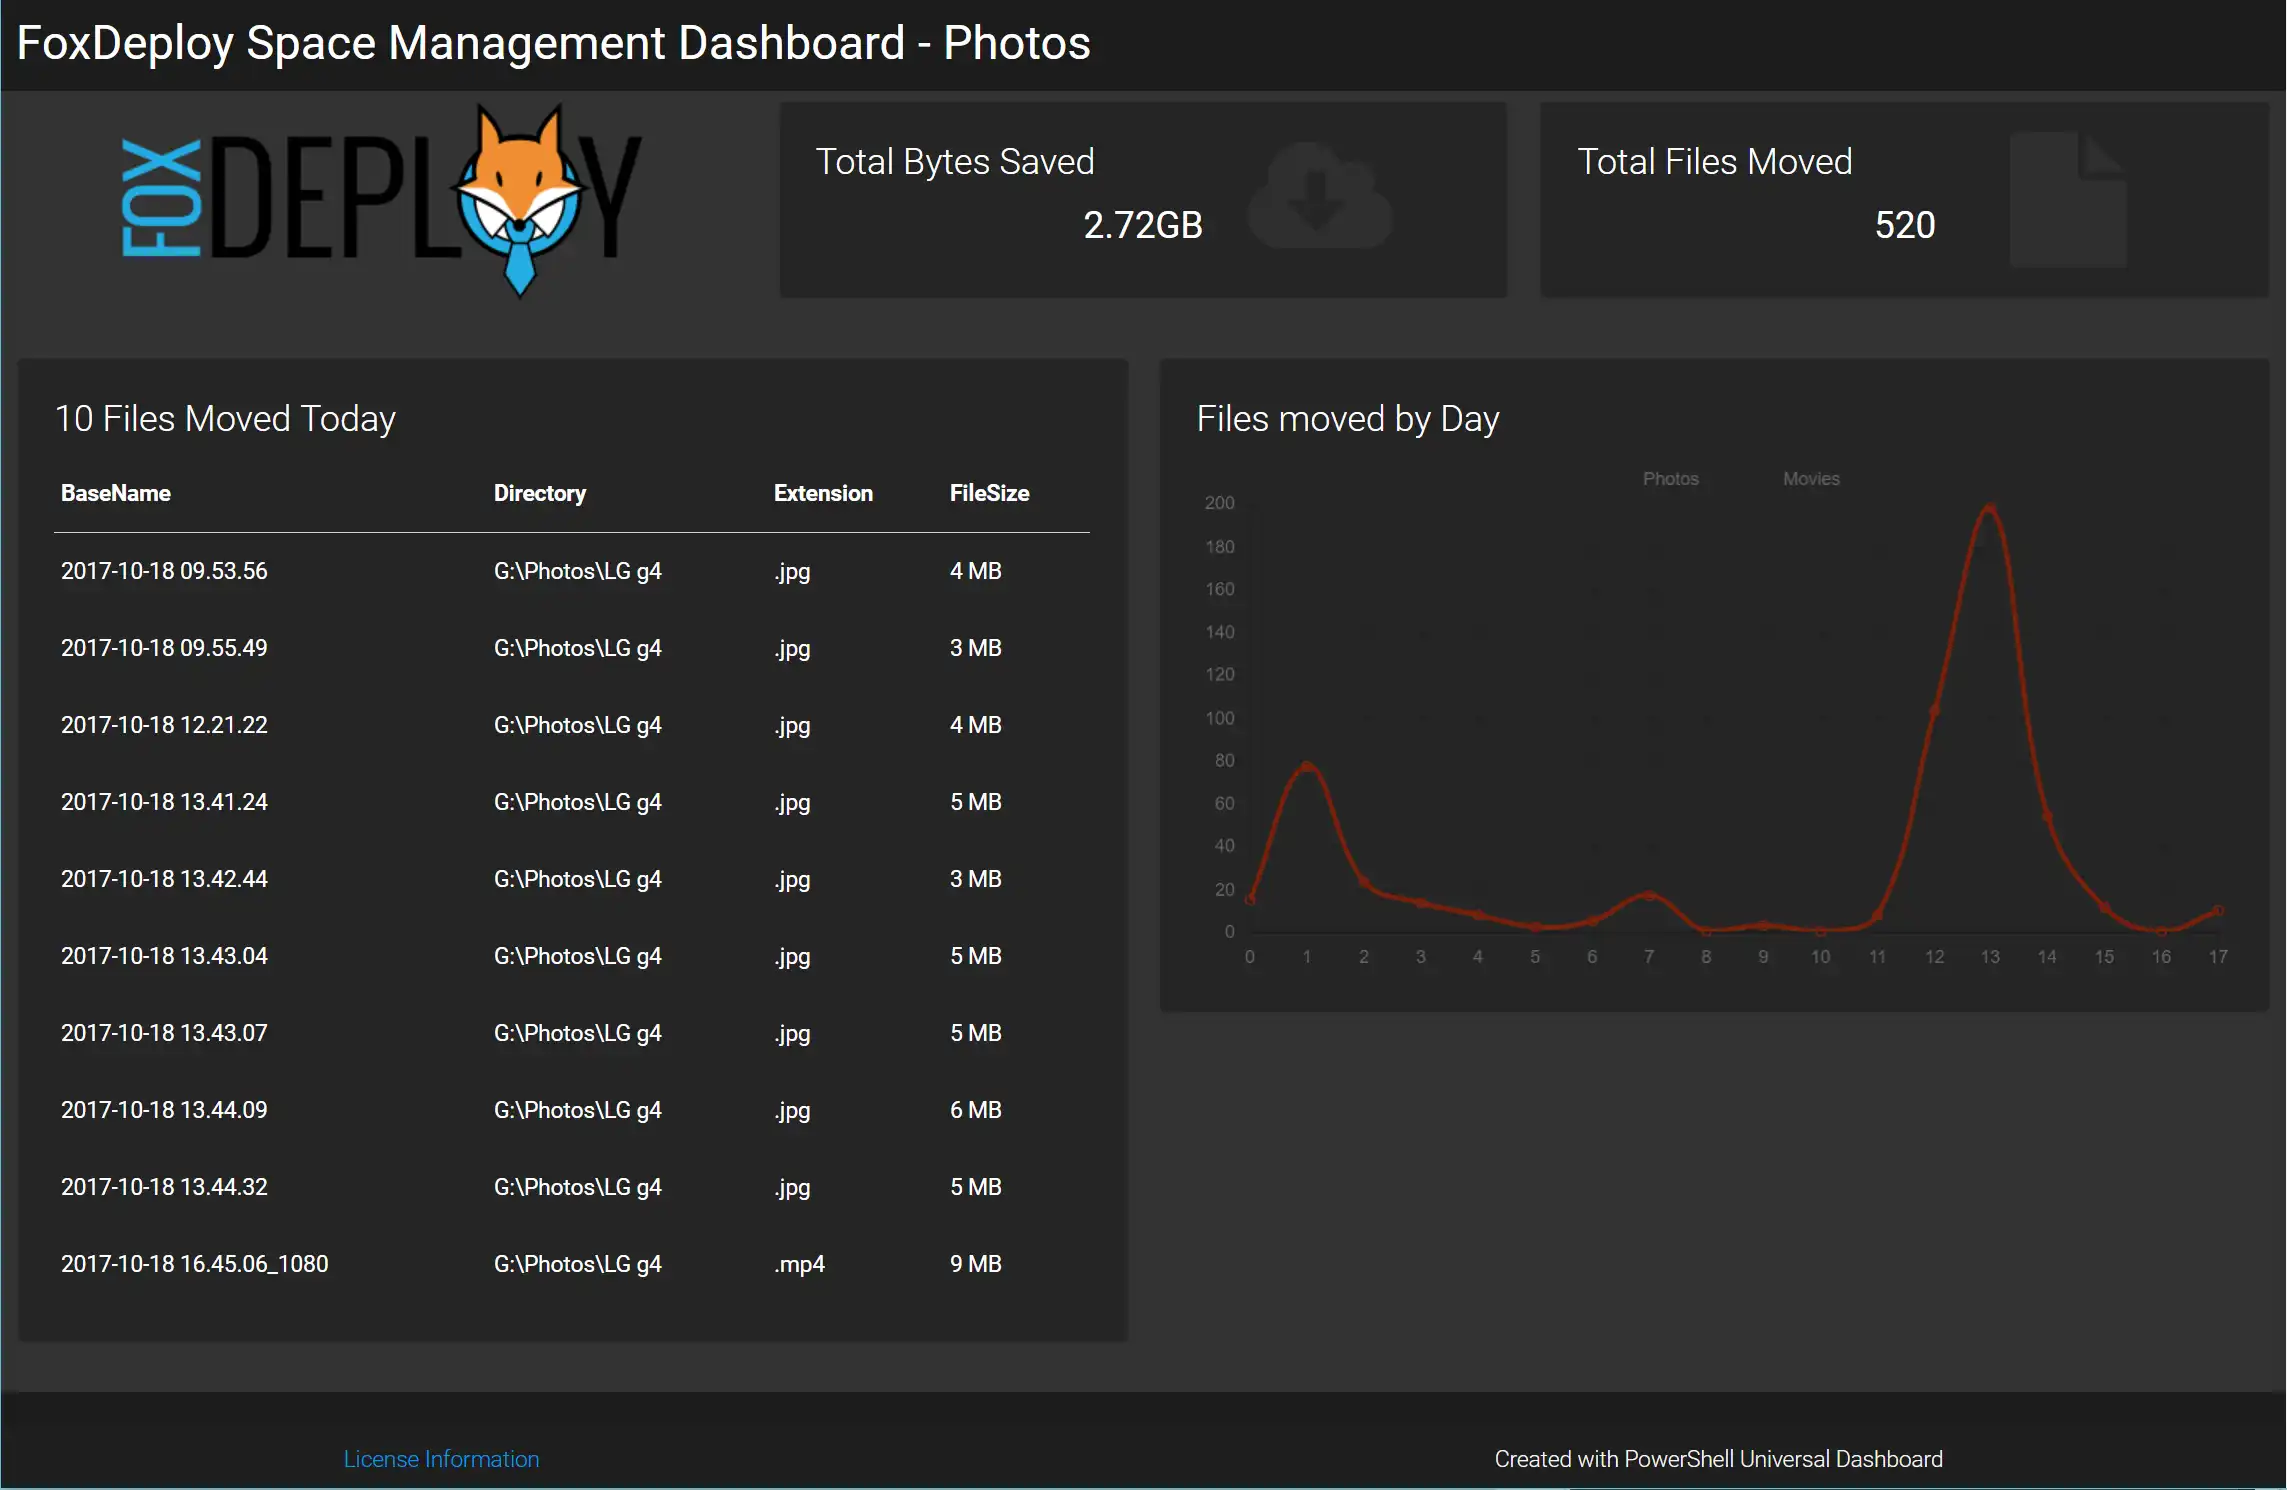 FoxDeploy Space Management Dashboard - Photos
FOX DEPLOY
Total Bytes Saved
2.72GB
Total Files Moved
520
10 Files Moved Today
BaseName Directory Extension FileSize
2017-10-18 09.53.56 G:\Photos\LG g4 .jpg 4 MB
2017-10-18 09.55.49 G:\Photos\LG g4 .jpg 3 MB
2017-10-18 12.21.22 G:\Photos\LG g4 .jpg 4 MB
2017-10-18 13.41.24 G:\Photos\LG g4 .jpg 5 MB
2017-10-18 13.42.44 G:\Photos\LG g4 .jpg 3 MB
2017-10-18 13.43.04 G:\Photos\LG g4 .jpg 5 MB
2017-10-18 13.43.07 G:\Photos\LG g4 .jpg 5 MB
2017-10-18 13.44.09 G:\Photos\LG g4 .jpg 6 MB
2017-10-18 13.44.32 G:\Photos\LG g4 .jpg 5 MB
2017-10-18 16.45.06_1080 G:\Photos\LG g4 .mp4 9 MB
Files moved by Day
Photos Movies
200
180
160
140
120
100
80
60
40
20
0
0 1 2 3 4 5 6 7 8 9 10 11 12 13 14 15 16 17
License Information
Created with PowerShell Universal Dashboard